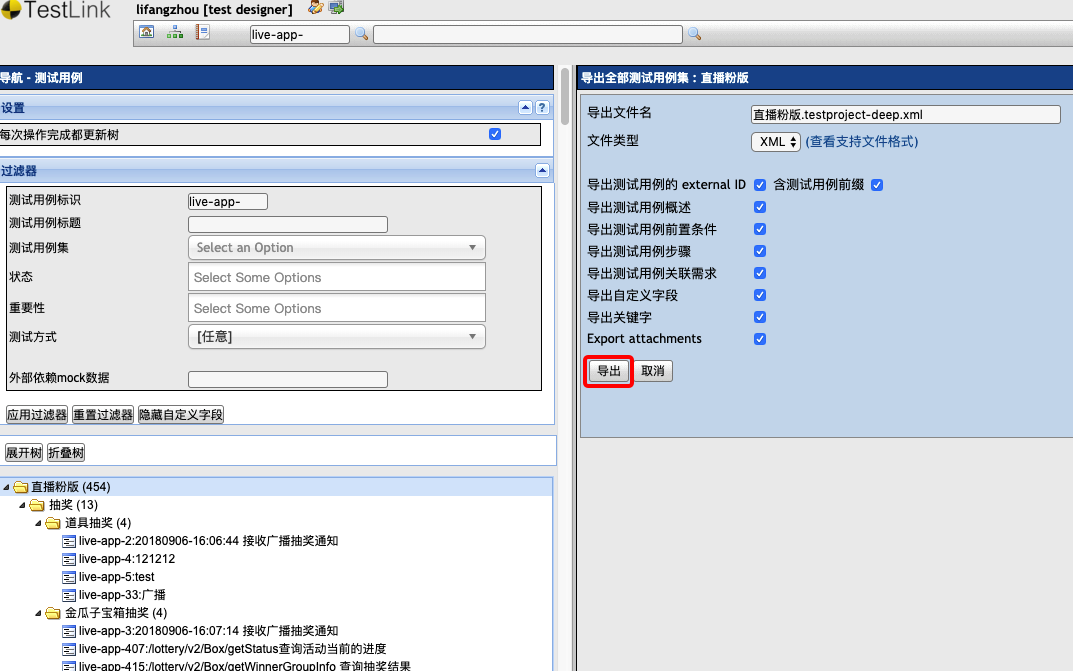 TestLink
lifangzhou [test designer]
live-app-
导航 - 测试用例
设置
?
每次操作完成都更新树
过滤器
测试用例标识 live-app-
测试用例标题
测试用例集 Select an Option
状态 Select Some Options
重要性 Select Some Options
测试方式 [任意]
外部依赖mock数据
应用过滤器 重置过滤器 隐藏自定义字段
展开树 折叠树
直播粉版 (454)
抽奖 (13)
道具抽奖 (4)
live-app-2:20180906-16:06:44 接收广播抽奖通知
live-app-4:121212
live-app-5:test
live-app-33:广播
金瓜子宝箱抽奖 (4)
live-app-3:20180906-16:07:14 接收广播抽奖通知
live-app-407:/lottery/v2/Box/getStatus查询活动当前的进度
live-app-415:/lottery/v2/Box/getWinnerGroupInfo 查询抽奖结果
导出全部测试用例集 : 直播粉版
导出文件名 直播粉版.testproject-deep.xml
文件类型 XML (查看支持文件格式)
导出测试用例的 external ID 含测试用例前缀
导出测试用例概述
导出测试用例前置条件
导出测试用例步骤
导出测试用例关联需求
导出自定义字段
导出关键字
Export attachments
导出 取消